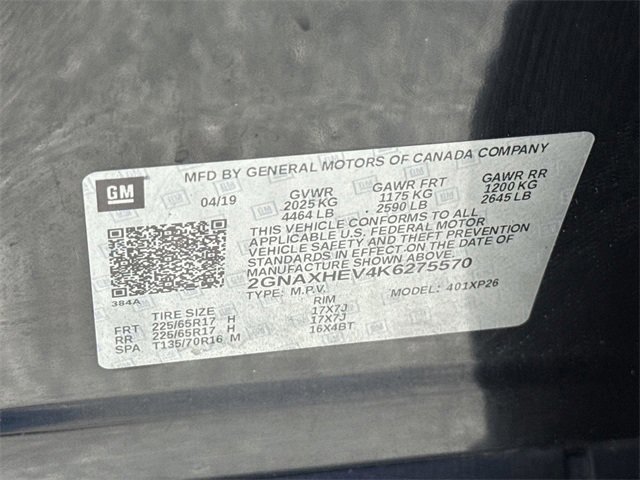 MFD BY GENERAL MOTORS OF CANADA COMPANY
GM
04/19 GVWR GAWR FRT GAWR RR
2025 KG 1175 KG 1200 KG
4464 LB 2590 LB 2645 LB
THIS VEHICLE CONFORMS TO ALL
APPLICABLE U.S. FEDERAL MOTOR
VEHICLE SAFETY AND THEFT PREVENTION
STANDARDS IN EFFECT ON THE DATE OF
MANUFACTURE SHOWN ABOVE.
2GNAXHEV4K6275570
TYPE: M.P.V. MODEL: 401XP26
384A
TIRE SIZE RIM
FRT 225/65R17 H 17X7J
RR 225/65R17 H 17X7J
SPA T135/70R16 M 16X4BT